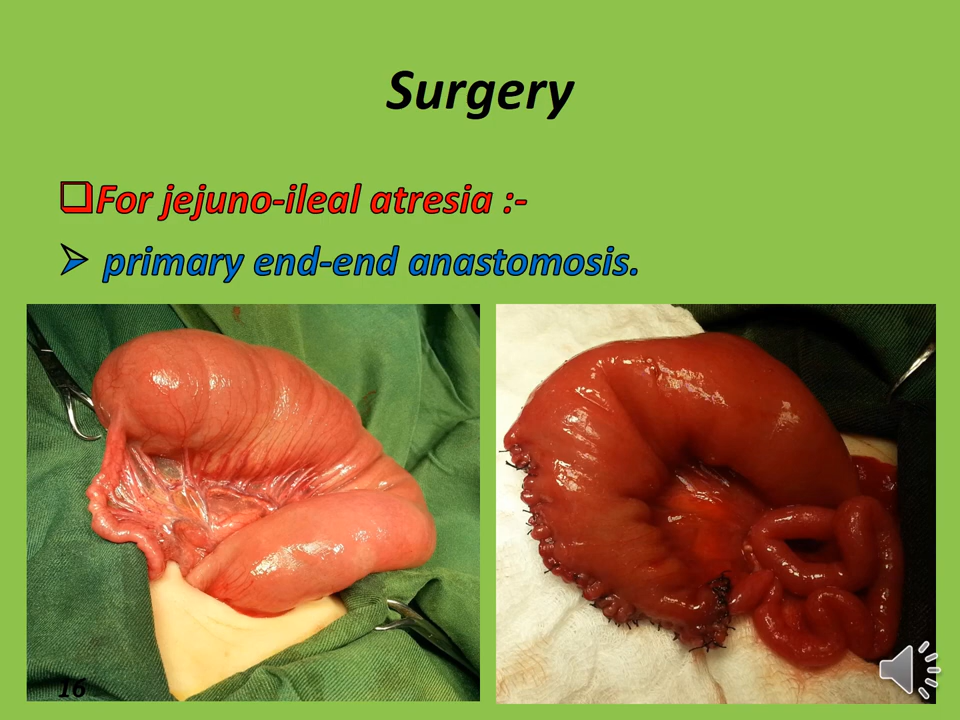 Surgery
❑For jejuno-ileal atresia :-
➢ primary end-end anastomosis.
16